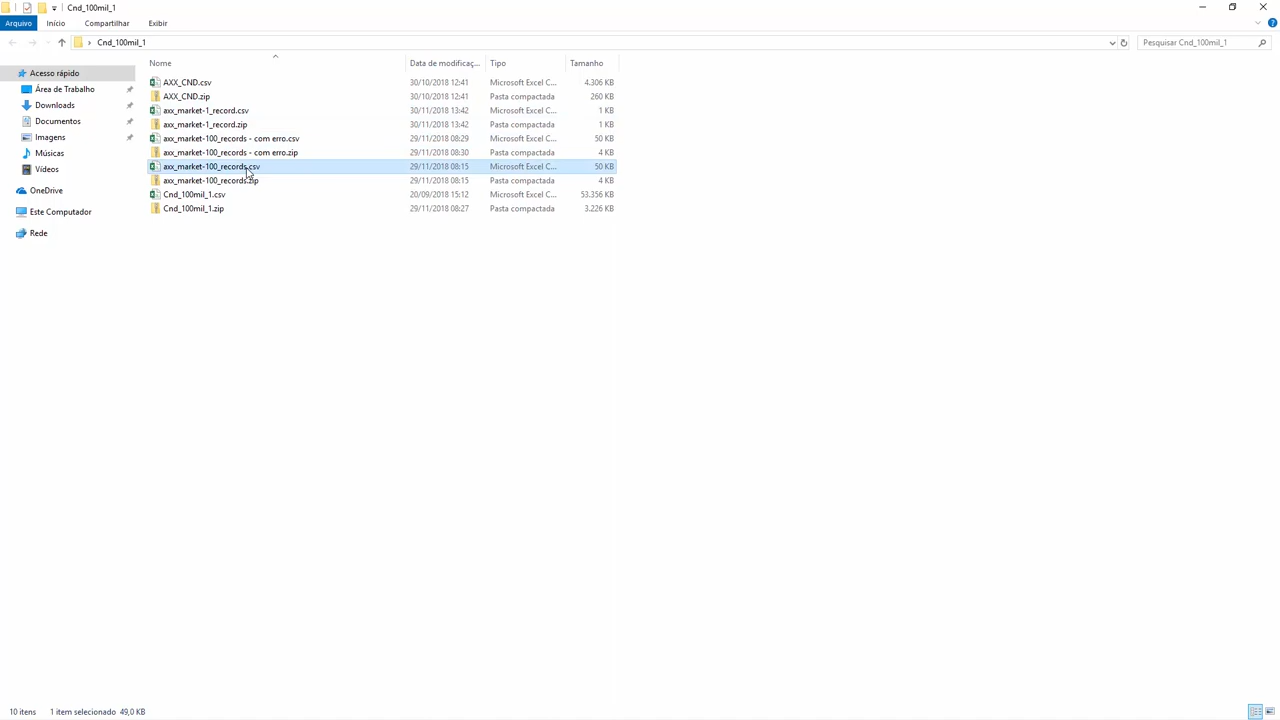 Cnd_100mil_1
Arquivo Início Compartilhar Exibir
Cnd_100mil_1 Pesquisar Cnd_100mil_1
Nome Data de modificaç... Tipo Tamanho
Acesso rápido
Área de Trabalho
Downloads
Documentos
Imagens
Músicas
Vídeos
OneDrive
Este Computador
Rede
AXX_CND.csv 30/10/2018 12:41 Microsoft Excel C... 4.306 KB
AXX_CND.zip 30/10/2018 12:41 Pasta compactada 260 KB
axx_market-1_record.csv 30/11/2018 13:42 Microsoft Excel C... 1 KB
axx_market-1_record.zip 30/11/2018 13:42 Pasta compactada 1 KB
axx_market-100_records - com erro.csv 29/11/2018 08:29 Microsoft Excel C... 50 KB
axx_market-100_records - com erro.zip 29/11/2018 08:30 Pasta compactada 4 KB
axx_market-100_records.csv 29/11/2018 08:15 Microsoft Excel C... 50 KB
axx_market-100_records.zip 29/11/2018 08:15 Pasta compactada 4 KB
Cnd_100mil_1.csv 20/09/2018 15:12 Microsoft Excel C... 53.356 KB
Cnd_100mil_1.zip 29/11/2018 08:27 Pasta compactada 3.226 KB
10 itens 1 item selecionado 49,0 KB